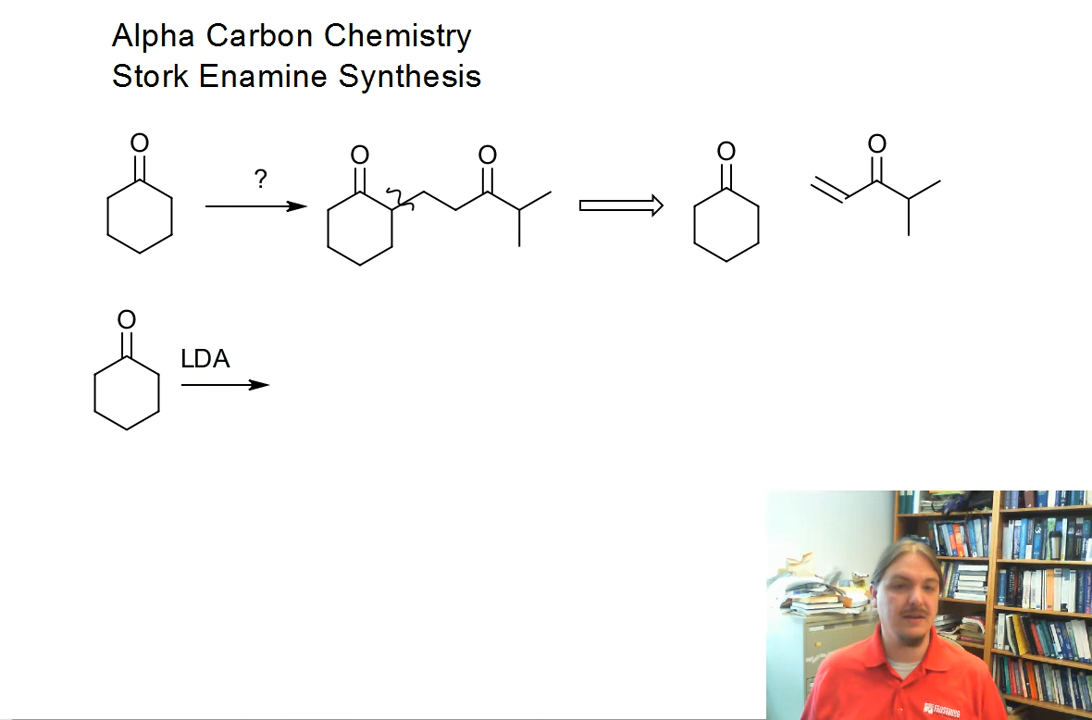 Alpha Carbon Chemistry
Stork Enamine Synthesis
O
?
O
O
O
O
O
LDA